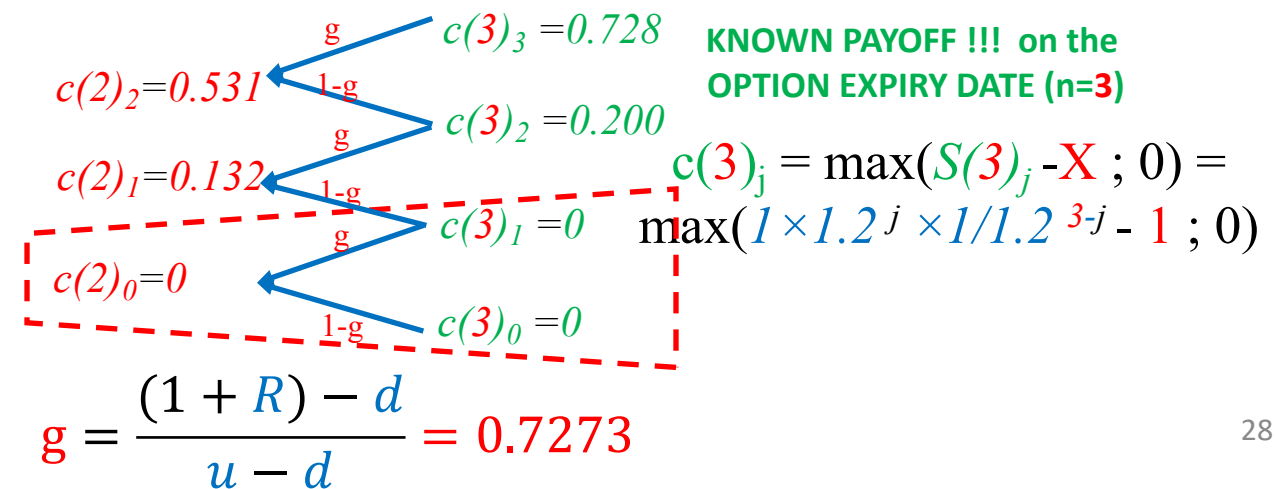 g
c(3)₃ =0.728
KNOWN PAYOFF !!! on the
OPTION EXPIRY DATE (n=3)
c(2)₂=0.531
1-g
c(3)₂ =0.200
g
c(3)ⱼ = max(S(3)ⱼ -X ; 0) =
c(2)₁=0.132
1-g
c(3)₁ =0
max(1×1.2 ʲ ×1/1.2 ³⁻ʲ - 1 ; 0)
g
c(2)₀=0
1-g
c(3)₀ =0
g = (1 + R) − d / u − d = 0.7273
28